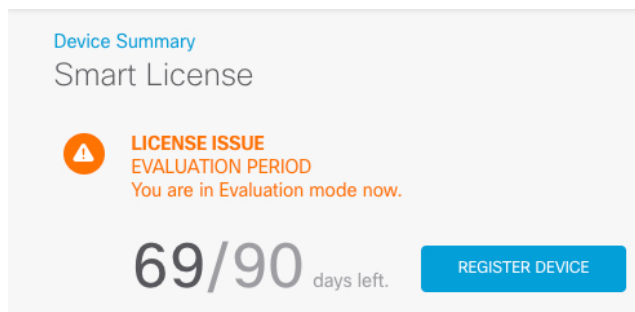 Device Summary
Smart License
LICENSE ISSUE
EVALUATION PERIOD
You are in Evaluation mode now.
69/90 days left.
REGISTER DEVICE